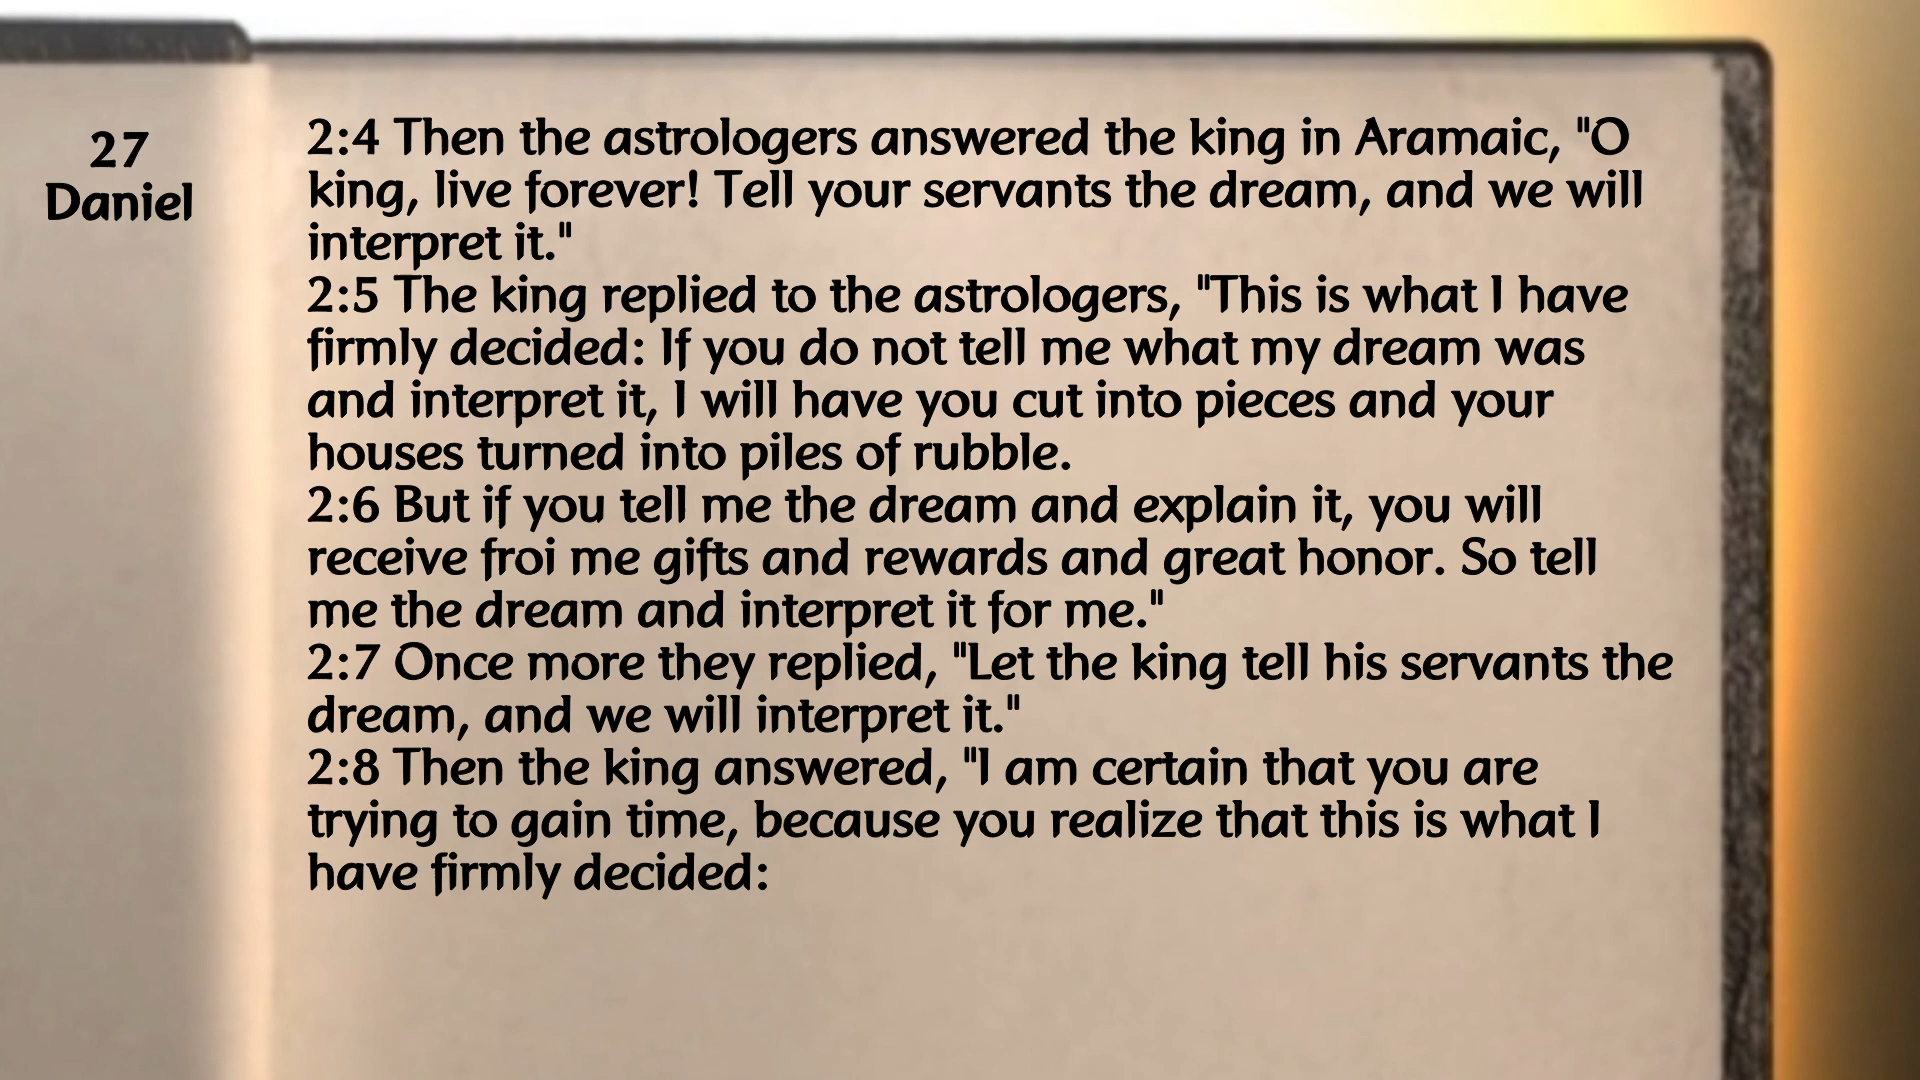 27
Daniel
2:4 Then the astrologers answered the king in Aramaic, "O
king, live forever! Tell your servants the dream, and we will
interpret it."
2:5 The king replied to the astrologers, "This is what I have
firmly decided: If you do not tell me what my dream was
and interpret it, I will have you cut into pieces and your
houses turned into piles of rubble.
2:6 But if you tell me the dream and explain it, you will
receive froi me gifts and rewards and great honor. So tell
me the dream and interpret it for me."
2:7 Once more they replied, "Let the king tell his servants the
dream, and we will interpret it."
2:8 Then the king answered, "I am certain that you are
trying to gain time, because you realize that this is what I
have firmly decided: